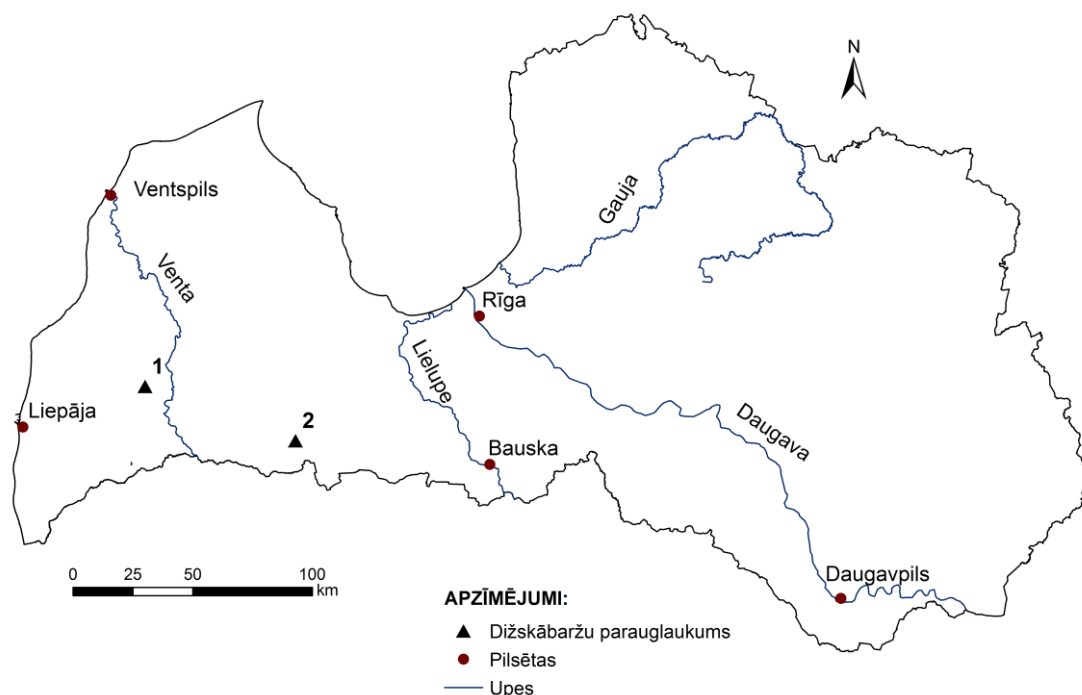 N
Ventspils
Venta
Gauja
Rīga
1
Lielupe
Liepāja
2
Daugava
Bauska
0 25 50 100
km
Daugavpils
APZĪMĒJUMI:
Dižskābaržu parauglaukums
Pilsētas
Upes